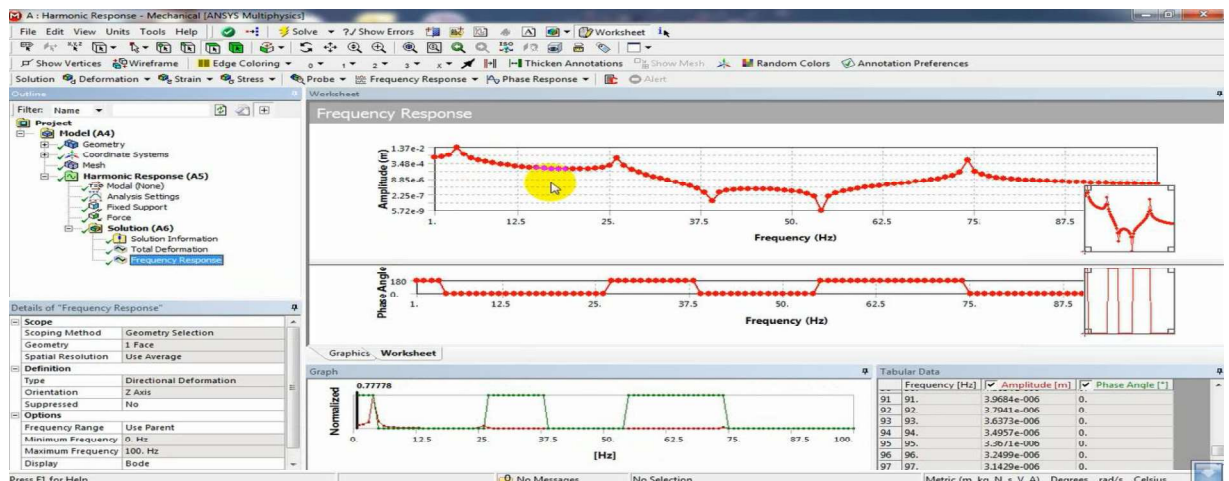 A : Harmonic Response - Mechanical [ANSYS Multiphysics]
File Edit View Units Tools Help Solve ?/ Show Errors Worksheet
Show Vertices Wireframe Edge Coloring Thicken Annotations Show Mesh Random Colors Annotation Preferences
Solution Deformation Strain Stress Probe Frequency Response Phase Response Alert
Outline
Filter: Name
Project
Model (A4)
Geometry
Coordinate Systems
Mesh
Harmonic Response (A5)
Modal (None)
Analysis Settings
Fixed Support
Force
Solution (A6)
Solution Information
Total Deformation
Frequency Response
Details of "Frequency Response"
Scope
Scoping Method Geometry Selection
Geometry 1 Face
Spatial Resolution Use Average
Definition
Type Directional Deformation
Orientation Z Axis
Suppressed No
Options
Frequency Range Use Parent
Minimum Frequency 0. Hz
Maximum Frequency 100. Hz
Display Bode
Worksheet
Frequency Response
Amplitude (m)
1.37e-2
3.48e-4
8.85e-6
2.25e-7
5.72e-9
1. 12.5 25. 37.5 50. 62.5 75. 87.5
Frequency (Hz)
Phase Angle
180
0.
1. 12.5 25. 37.5 50. 62.5 75. 87.5
Frequency (Hz)
Graphics Worksheet
Graph
0.77778
Normalized
0. 12.5 25. 37.5 50. 62.5 75. 87.5 100.
[Hz]
Tabular Data
Frequency [Hz] Amplitude [m] Phase Angle [°]
91 91. 3.9684e-006 0.
92 92. 3.7941e-006 0.
93 93. 3.6373e-006 0.
94 94. 3.4957e-006 0.
95 95. 3.3671e-006 0.
96 96. 3.2499e-006 0.
97 97. 3.1429e-006 0.
Press F1 for Help No Messages No Selection Metric (m, kg, N, s, V, A) Degrees rad/s Celsius